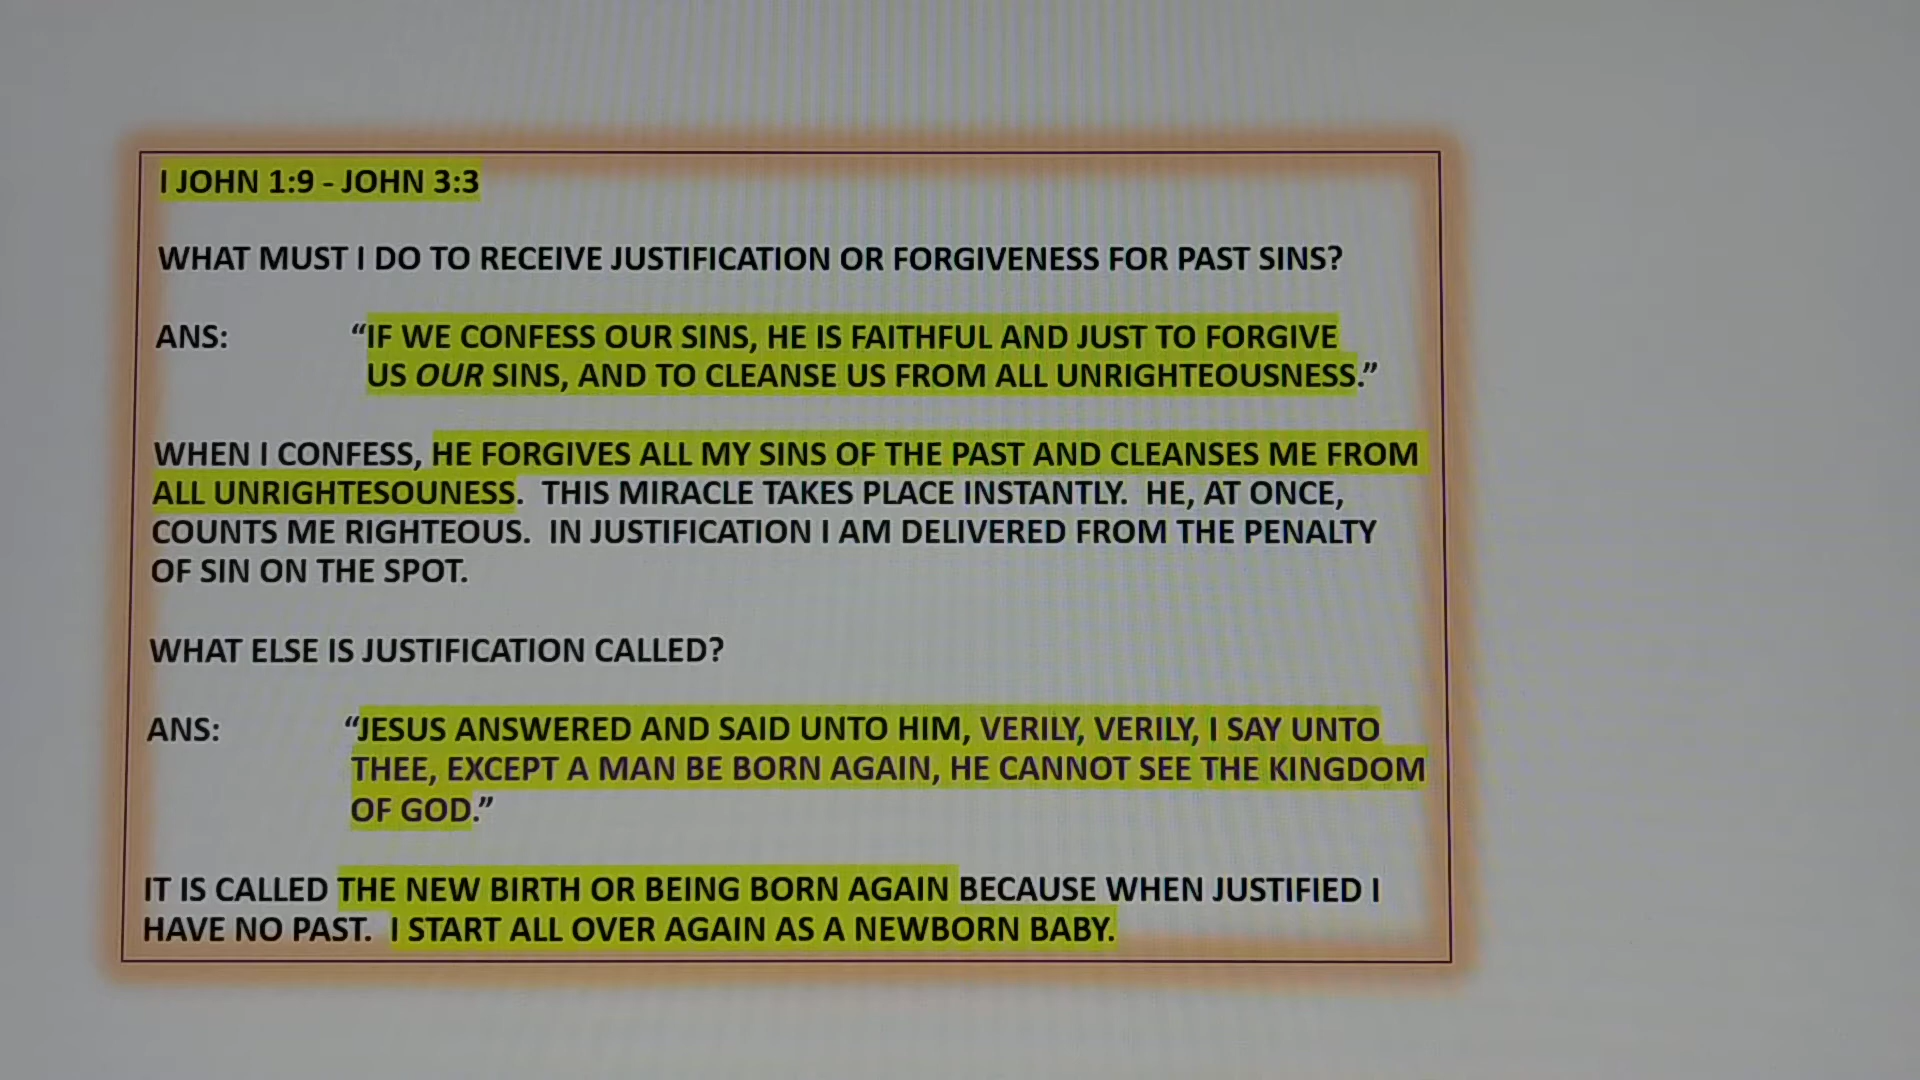 I JOHN 1:9 - JOHN 3:3
WHAT MUST I DO TO RECEIVE JUSTIFICATION OR FORGIVENESS FOR PAST SINS?
ANS: “IF WE CONFESS OUR SINS, HE IS FAITHFUL AND JUST TO FORGIVE
US OUR SINS, AND TO CLEANSE US FROM ALL UNRIGHTEOUSNESS.”
WHEN I CONFESS, HE FORGIVES ALL MY SINS OF THE PAST AND CLEANSES ME FROM
ALL UNRIGHTESOUNESS. THIS MIRACLE TAKES PLACE INSTANTLY. HE, AT ONCE,
COUNTS ME RIGHTEOUS. IN JUSTIFICATION I AM DELIVERED FROM THE PENALTY
OF SIN ON THE SPOT.
WHAT ELSE IS JUSTIFICATION CALLED?
ANS: “JESUS ANSWERED AND SAID UNTO HIM, VERILY, VERILY, I SAY UNTO
THEE, EXCEPT A MAN BE BORN AGAIN, HE CANNOT SEE THE KINGDOM
OF GOD.”
IT IS CALLED THE NEW BIRTH OR BEING BORN AGAIN BECAUSE WHEN JUSTIFIED I
HAVE NO PAST. I START ALL OVER AGAIN AS A NEWBORN BABY.